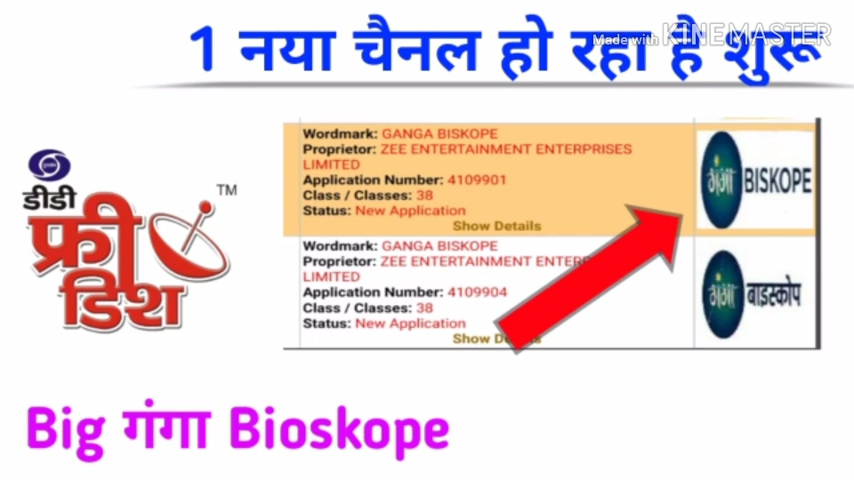 1 नया चैनल हो रहा है शुरू
Made with KINEMASTER
डीडी
फ्री
डिश
TM
Wordmark: GANGA BISKOPE
Proprietor: ZEE ENTERTAINMENT ENTERPRISES
LIMITED
Application Number: 4109901
Class / Classes: 38
Status: New Application
Show Details
गंगा BISKOPE
Wordmark: GANGA BISKOPE
Proprietor: ZEE ENTERTAINMENT ENTER
LIMITED
Application Number: 4109904
Class / Classes: 38
Status: New Application
Show De
गंगा बाइस्कोप
Big गंगा Bioskope